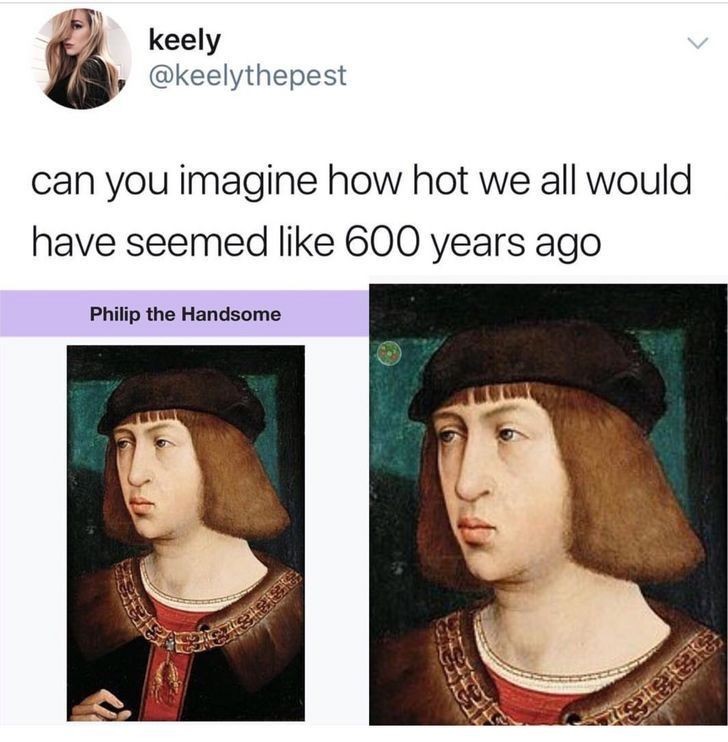 keely
@keelythepest
can you imagine how hot we all would
have seemed like 600 years ago
Philip the Handsome